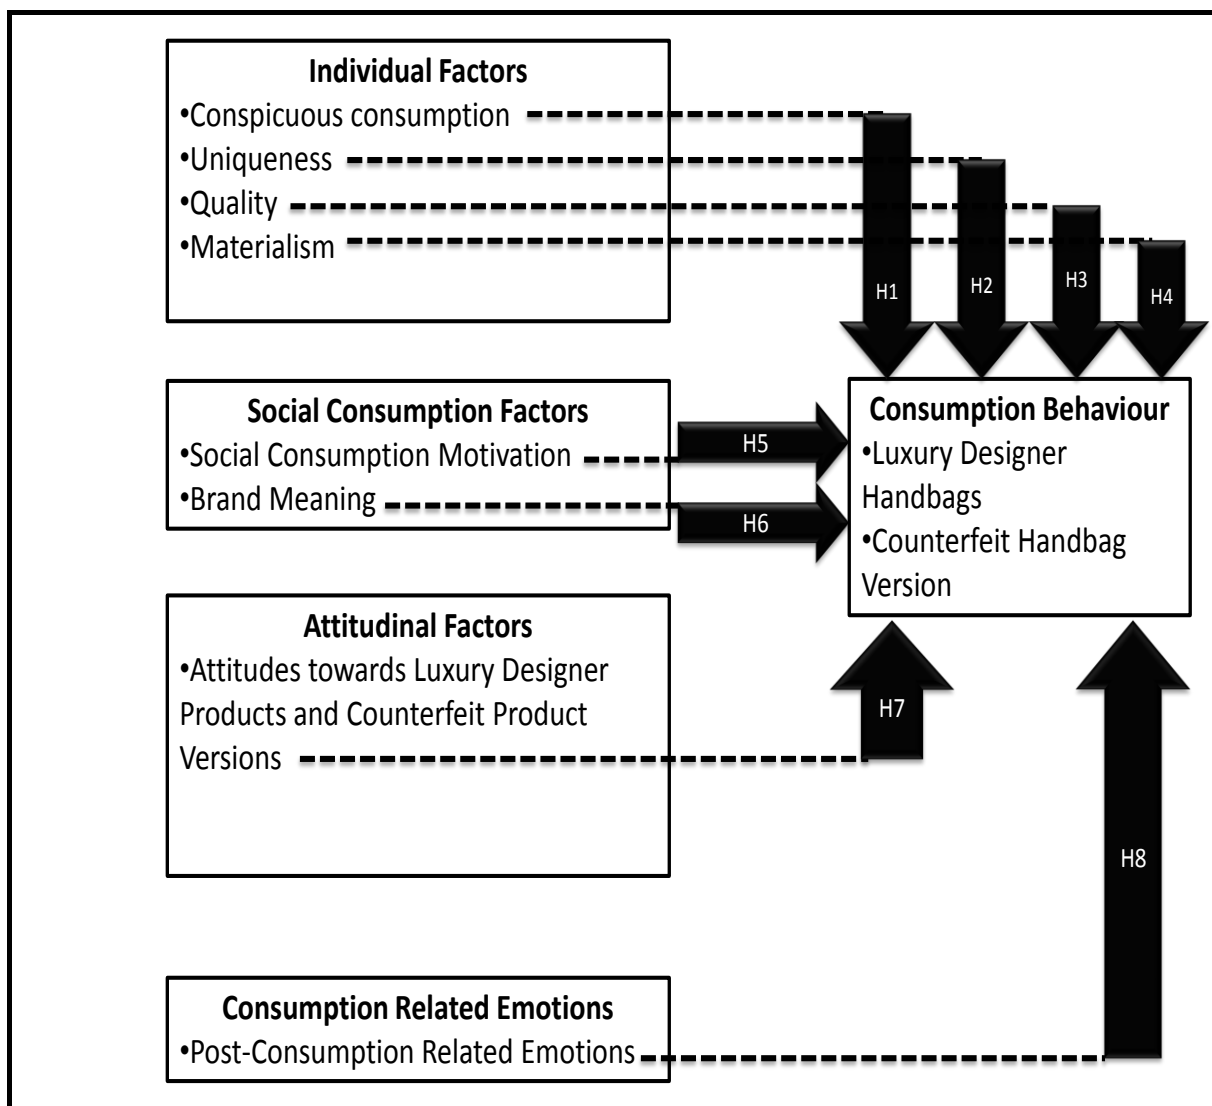 Individual Factors
•Conspicuous consumption
•Uniqueness
•Quality
•Materialism
H1
H2
H3
H4
Social Consumption Factors
•Social Consumption Motivation
•Brand Meaning
H5
H6
Consumption Behaviour
•Luxury Designer
Handbags
•Counterfeit Handbag
Version
Attitudinal Factors
•Attitudes towards Luxury Designer
Products and Counterfeit Product
Versions
H7
H8
Consumption Related Emotions
•Post-Consumption Related Emotions